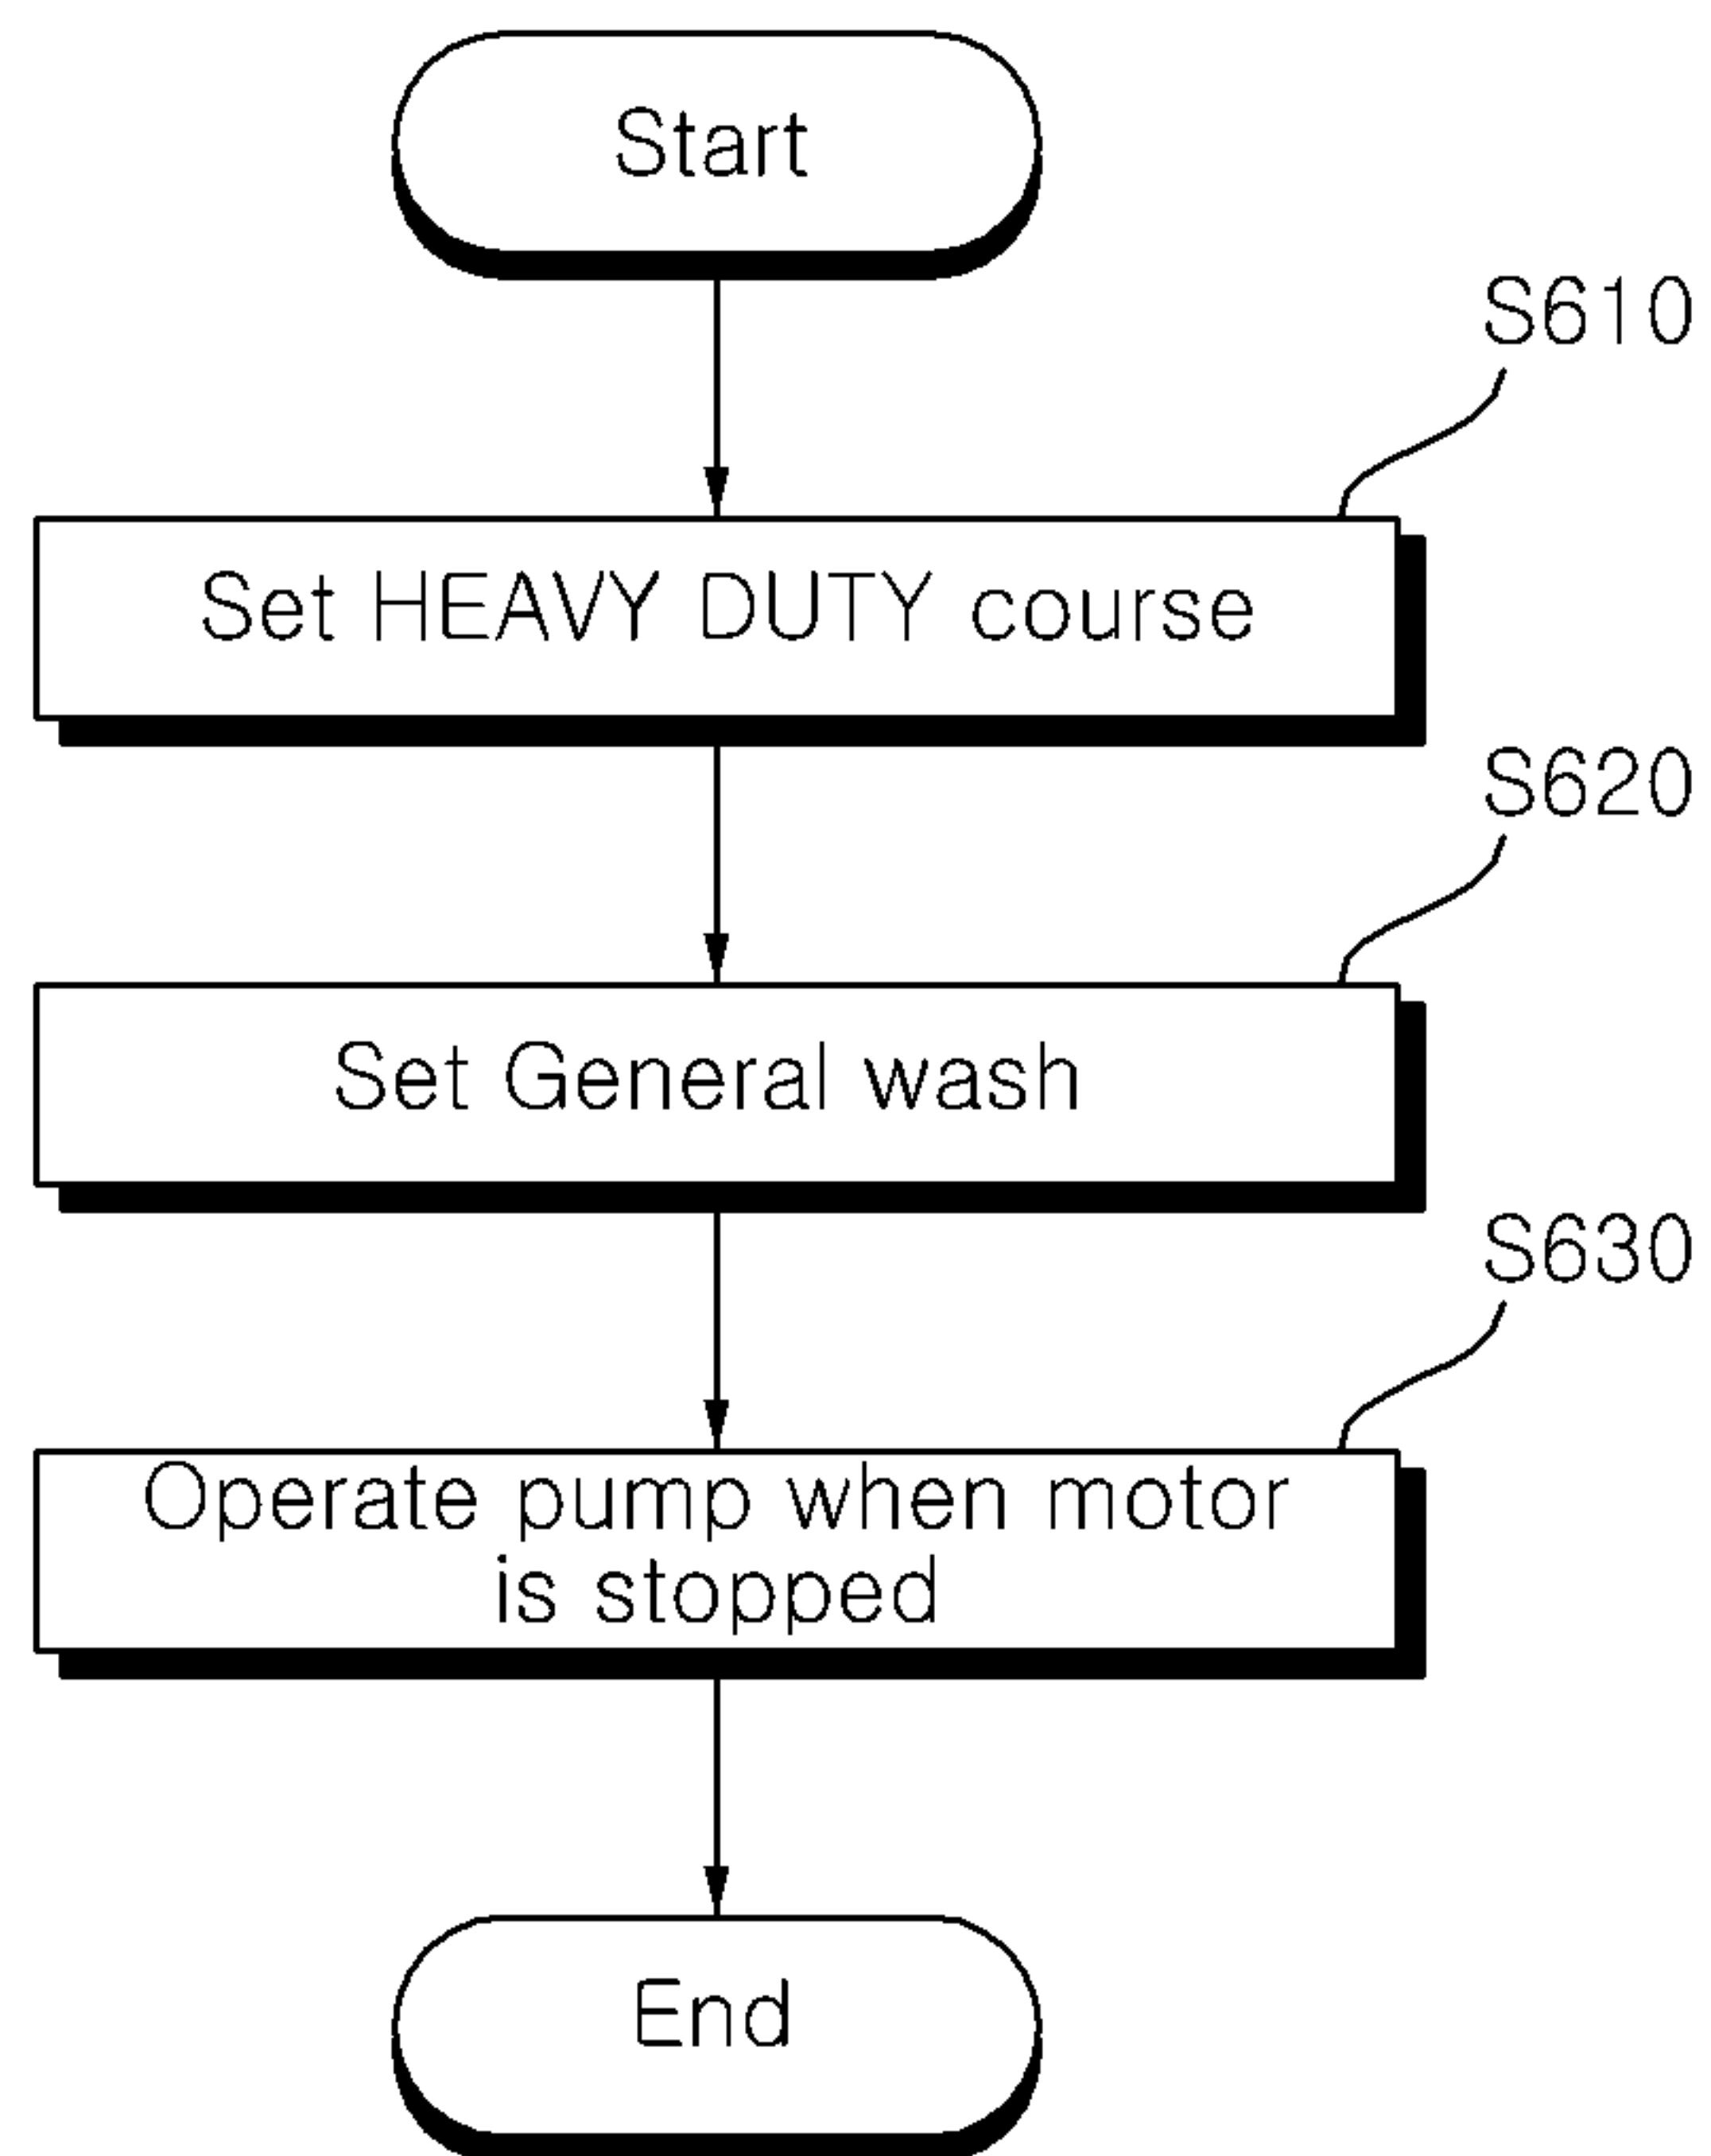 Start
S610
Set HEAVY DUTY course
S620
Set General wash
S630
Operate pump when motor
is stopped
End